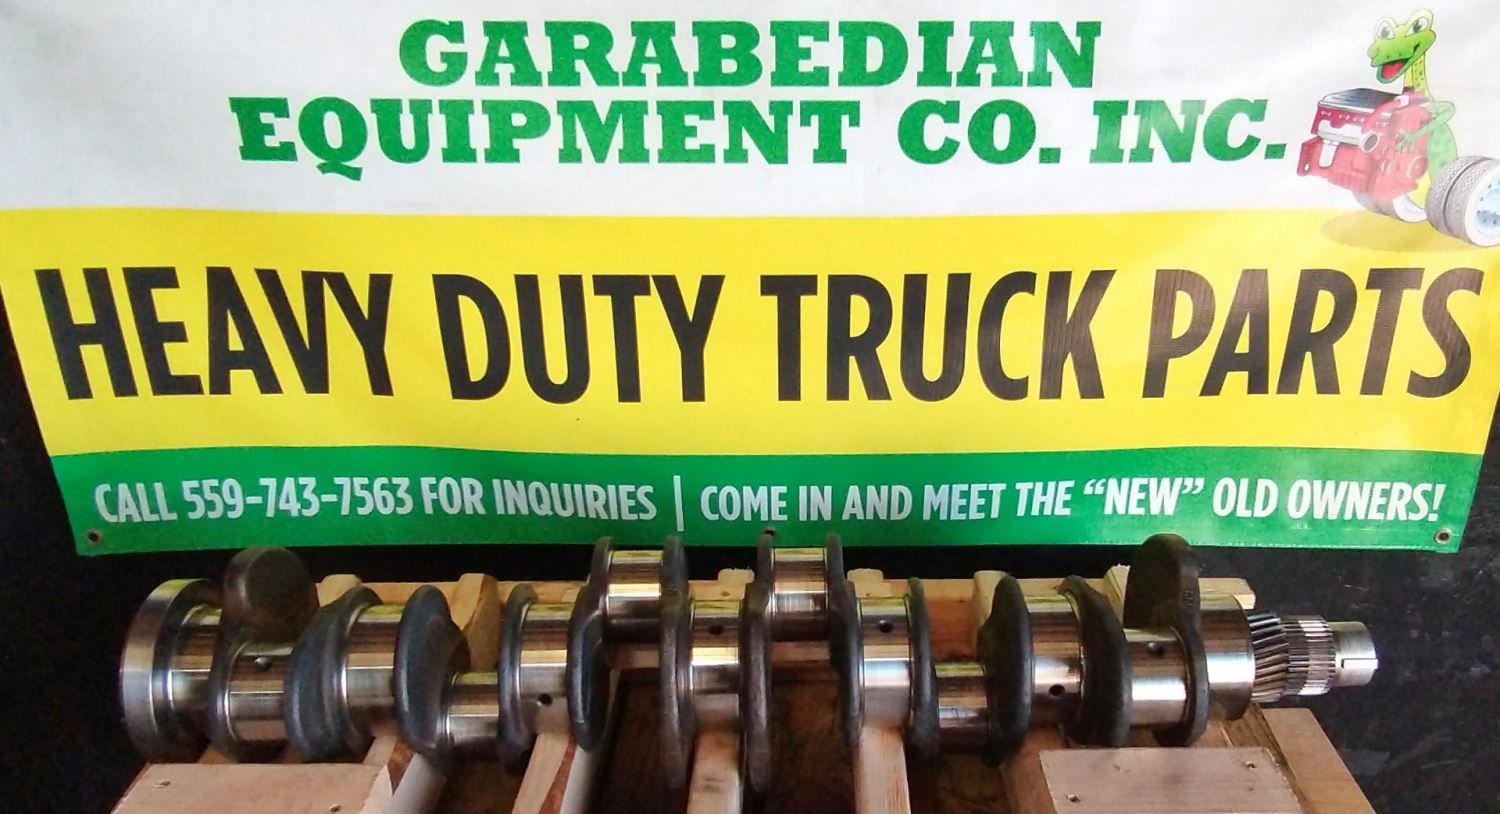 GARABEDIAN
EQUIPMENT CO. INC.
HEAVY DUTY TRUCK PARTS
CALL 559-743-7563 FOR INQUIRIES | COME IN AND MEET THE “NEW” OLD OWNERS!